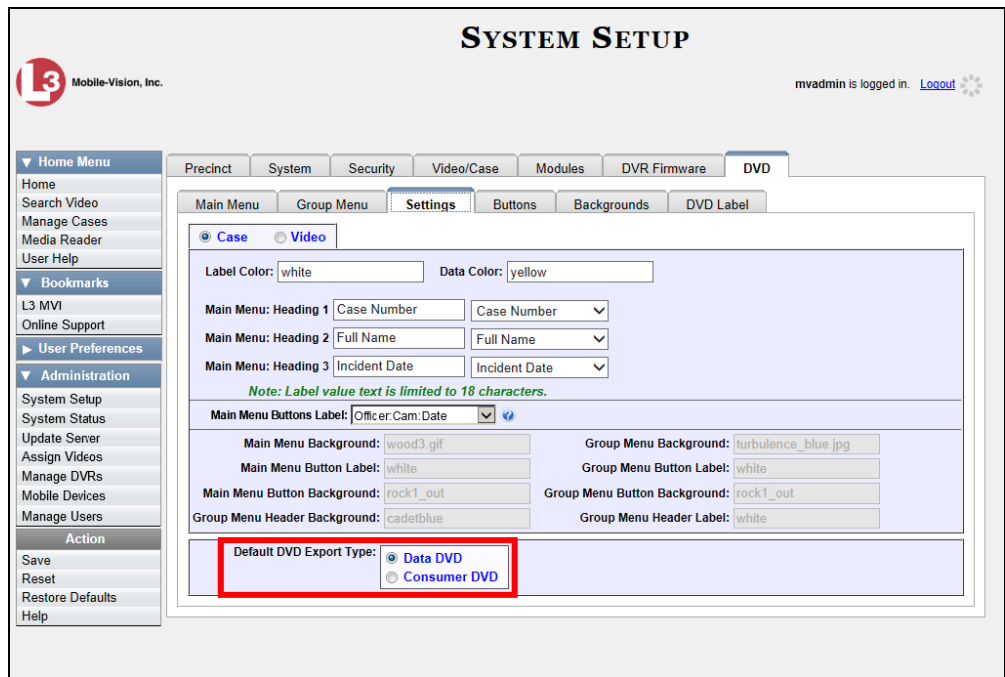 SYSTEM SETUP
L3 Mobile-Vision, Inc.
mvadmin is logged in. Logout
▼ Home Menu
Home
Search Video
Manage Cases
Media Reader
User Help
▼ Bookmarks
L3 MVI
Online Support
▶ User Preferences
▼ Administration
System Setup
System Status
Update Server
Assign Videos
Manage DVRs
Mobile Devices
Manage Users
Action
Save
Reset
Restore Defaults
Help
Precinct System Security Video/Case Modules DVR Firmware DVD
Main Menu Group Menu Settings Buttons Backgrounds DVD Label
Case Video
Label Color: white Data Color: yellow
Main Menu: Heading 1 Case Number Case Number
Main Menu: Heading 2 Full Name Full Name
Main Menu: Heading 3 Incident Date Incident Date
Note: Label value text is limited to 18 characters.
Main Menu Buttons Label: Officer:Cam:Date ?
Main Menu Background: wood3.gif Group Menu Background: turbulence_blue.jpg
Main Menu Button Label: white Group Menu Button Label: white
Main Menu Button Background: rock1_out Group Menu Button Background: rock1_out
Group Menu Header Background: cadetblue Group Menu Header Label: white
Default DVD Export Type: Data DVD
Consumer DVD